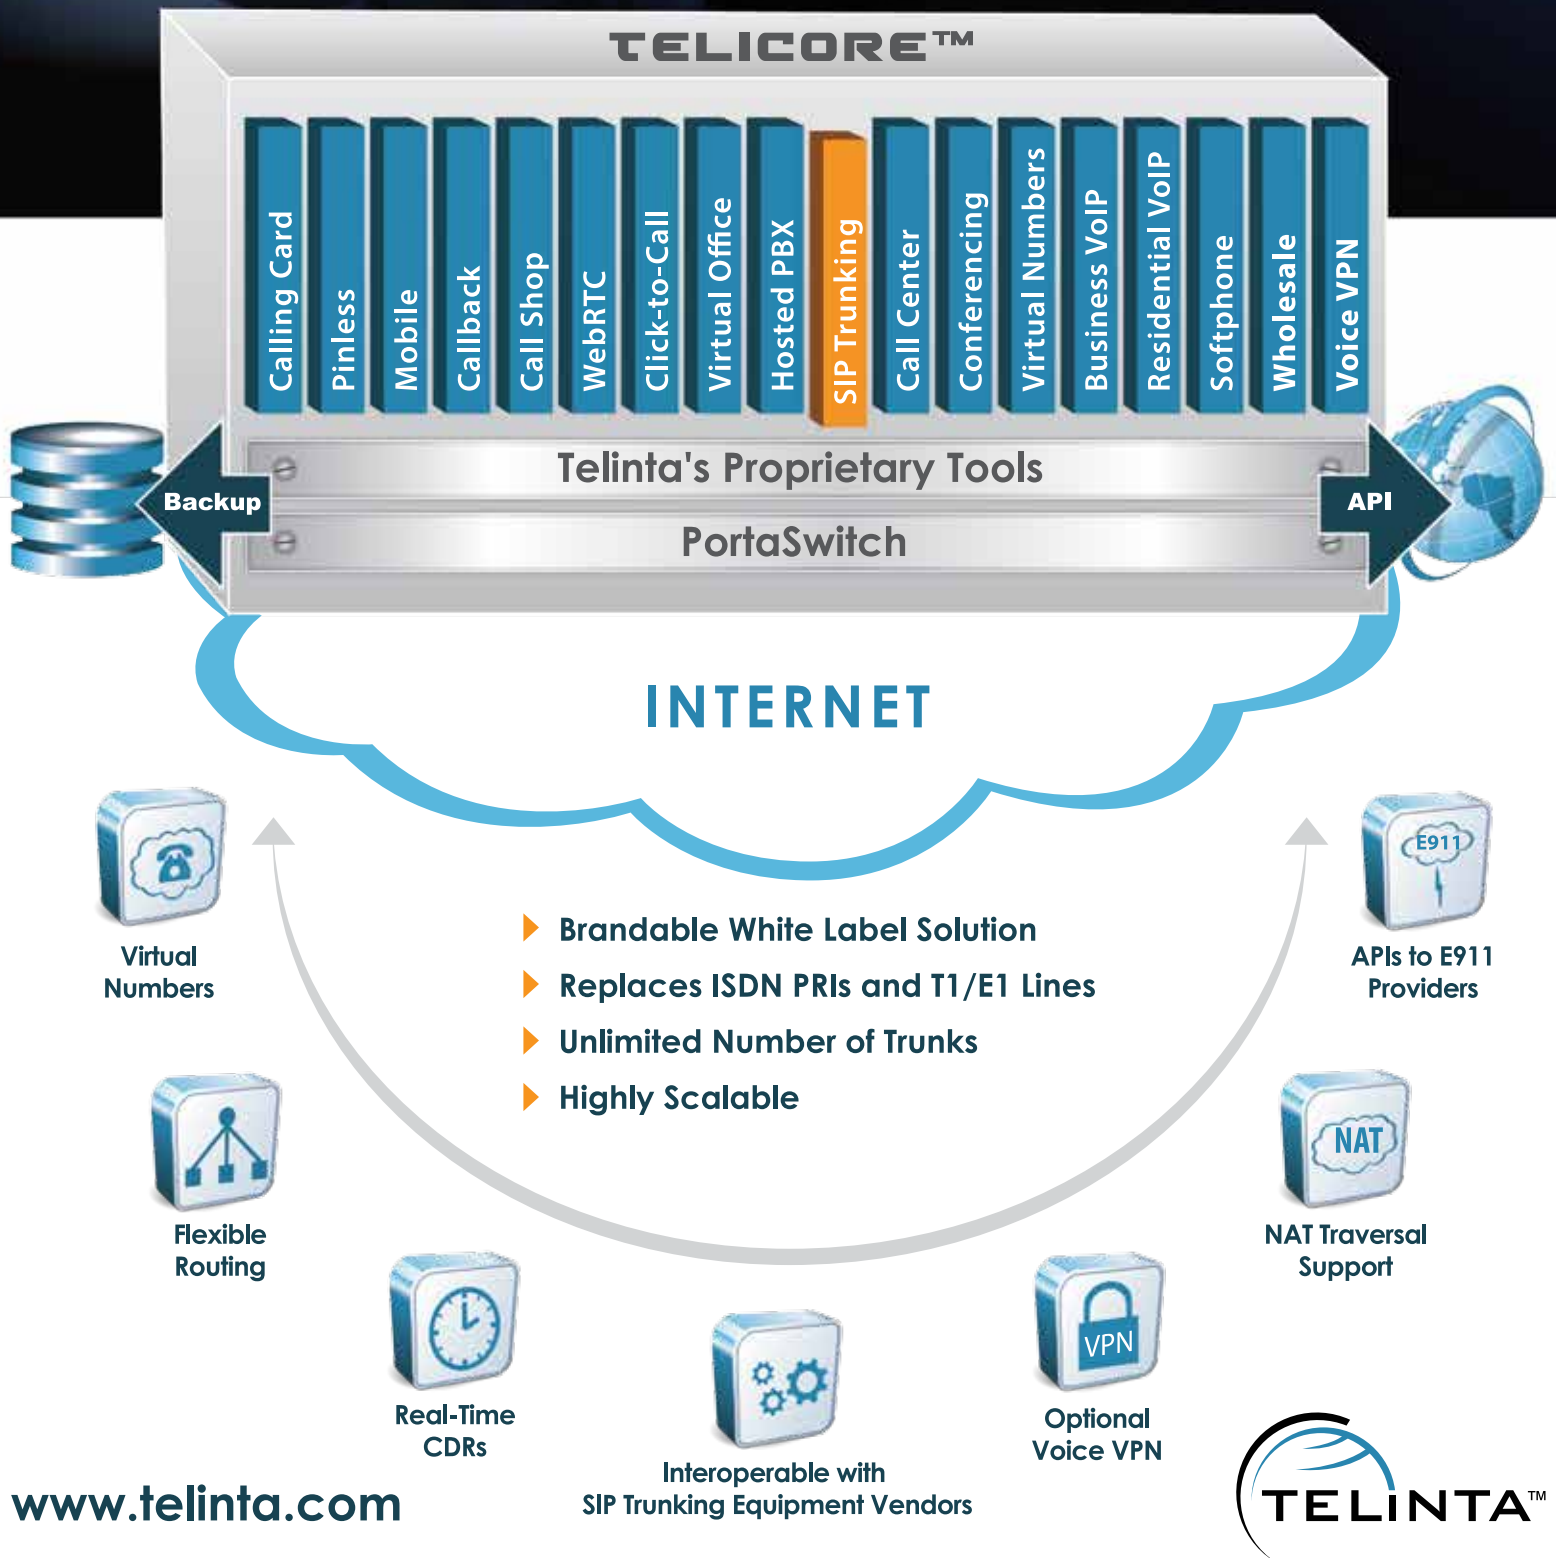 TELICORE™
Calling Card
Pinless
Mobile
Callback
Call Shop
WebRTC
Click-to-Call
Virtual Office
Hosted PBX
SIP Trunking
Call Center
Conferencing
Virtual Numbers
Business VoIP
Residential VoIP
Softphone
Wholesale
Voice VPN
Telinta's Proprietary Tools
Backup
API
PortaSwitch
INTERNET
Virtual
Numbers
E911
APIs to E911
Providers
Brandable White Label Solution
Replaces ISDN PRIs and T1/E1 Lines
Unlimited Number of Trunks
Highly Scalable
Flexible
Routing
NAT
NAT Traversal
Support
Real-Time
CDRs
Interoperable with
SIP Trunking Equipment Vendors
VPN
Optional
Voice VPN
www.telinta.com
TELiNTA™